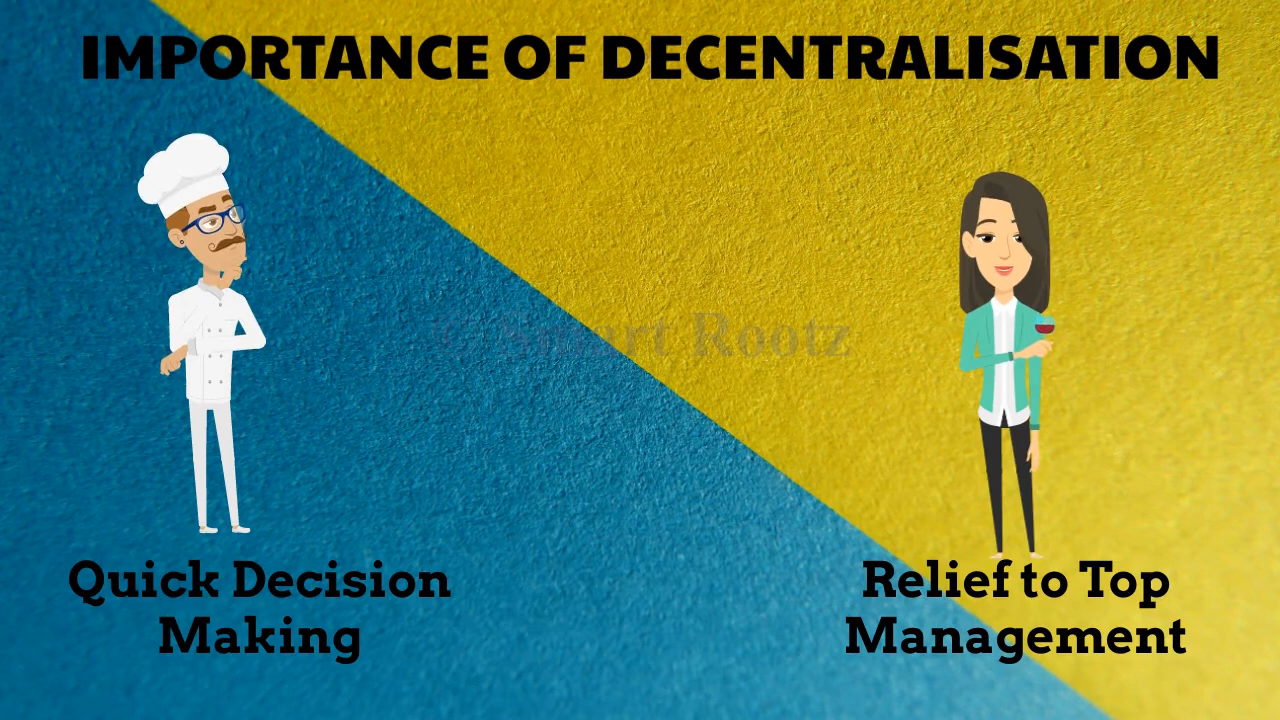 IMPORTANCE OF DECENTRALISATION
© Smart Rootz
Quick Decision
Making
Relief to Top
Management